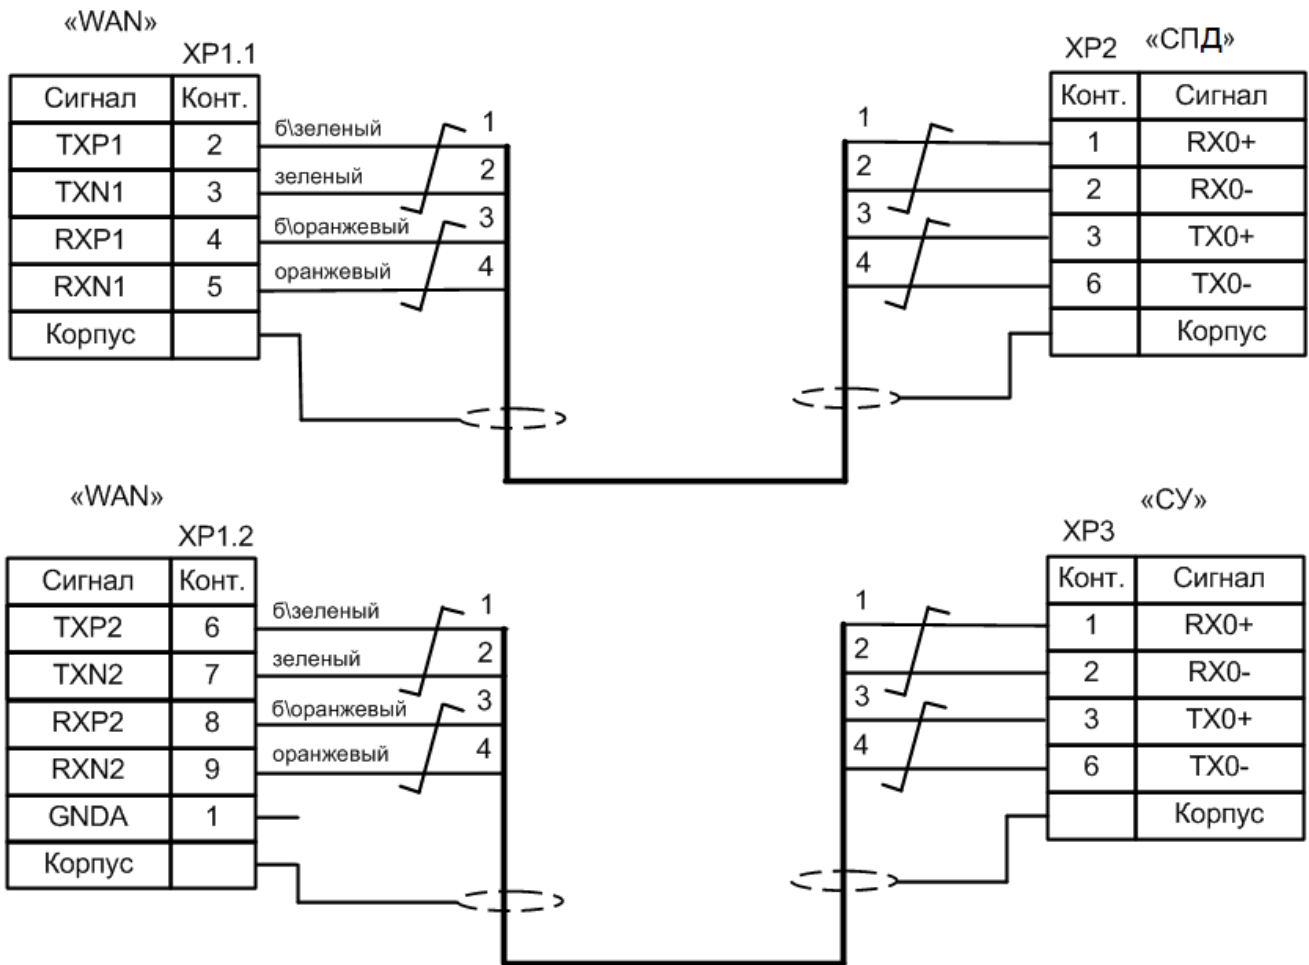 «WAN»
XP1.1
Сигнал Конт.
TXP1 2 б\зеленый 1
TXN1 3 зеленый 2
RXP1 4 б\оранжевый 3
RXN1 5 оранжевый 4
Корпус
XP2 «СПД»
Конт. Сигнал
1 1 RX0+
2 2 RX0-
3 3 TX0+
4 6 TX0-
Корпус
«WAN»
XP1.2
Сигнал Конт.
TXP2 6 б\зеленый 1
TXN2 7 зеленый 2
RXP2 8 б\оранжевый 3
RXN2 9 оранжевый 4
GNDA 1
Корпус
«СУ»
XP3
Конт. Сигнал
1 1 RX0+
2 2 RX0-
3 3 TX0+
4 6 TX0-
Корпус